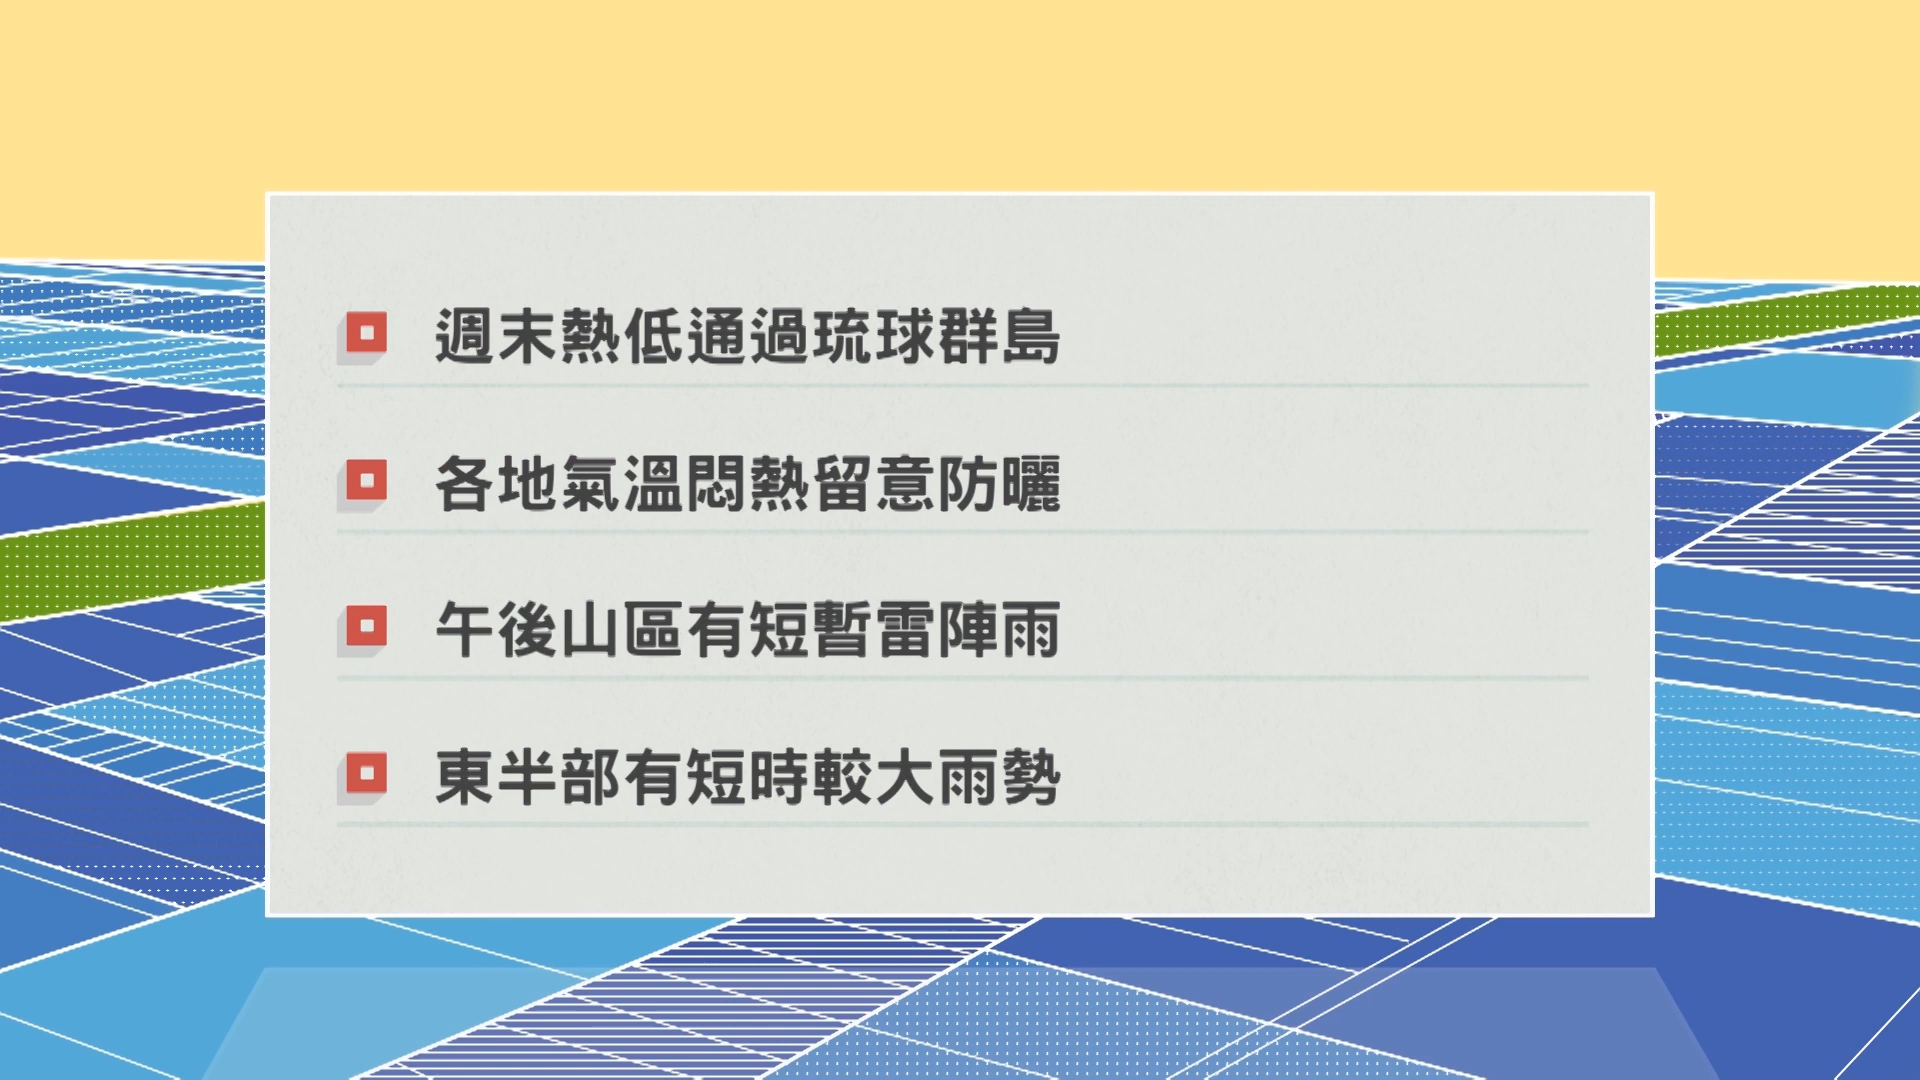 週末熱低通過琉球群島
各地氣溫悶熱留意防曬
午後山區有短暫雷陣雨
東半部有短時較大雨勢